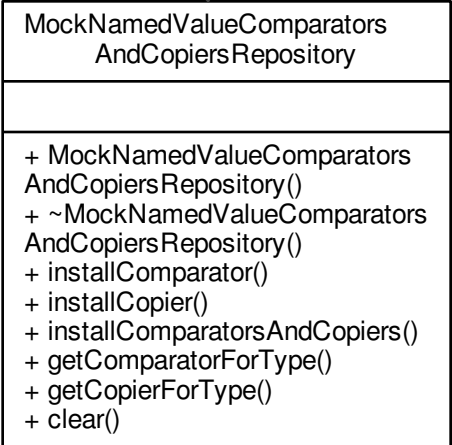 MockNamedValueComparators
AndCopiersRepository
+ MockNamedValueComparators
AndCopiersRepository()
+ ~MockNamedValueComparators
AndCopiersRepository()
+ installComparator()
+ installCopier()
+ installComparatorsAndCopiers()
+ getComparatorForType()
+ getCopierForType()
+ clear()